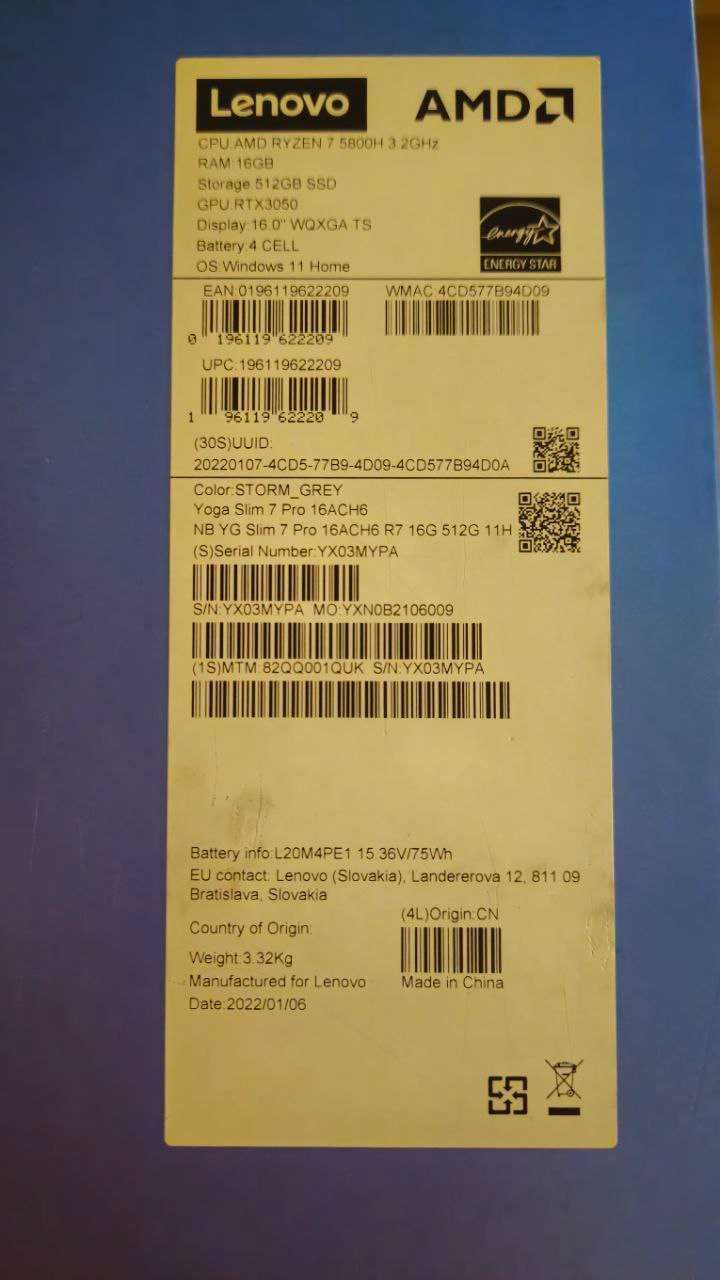 Lenovo AMD
CPU:AMD RYZEN 7 5800H 3.2GHz
RAM:16GB
Storage:512GB SSD
GPU:RTX3050
Display:16.0" WQXGA TS
Battery:4 CELL
OS:Windows 11 Home
energy
ENERGY STAR
EAN:0196119622209 WMAC:4CD577B94D09
0 196119 622209
UPC:196119622209
1 96119 62220 9
(30S)UUID:
20220107-4CD5-77B9-4D09-4CD577B94D0A
Color:STORM_GREY
Yoga Slim 7 Pro 16ACH6
NB YG Slim 7 Pro 16ACH6 R7 16G 512G 11H
(S)Serial Number:YX03MYPA
S/N:YX03MYPA MO:YXN0B2106009
(1S)MTM:82QQ001QUK S/N:YX03MYPA
Battery info:L20M4PE1 15.36V/75Wh
EU contact: Lenovo (Slovakia), Landererova 12, 811 09
Bratislava, Slovakia
(4L)Origin:CN
Country of Origin:
Weight:3.32Kg
Manufactured for Lenovo Made in China
Date:2022/01/06